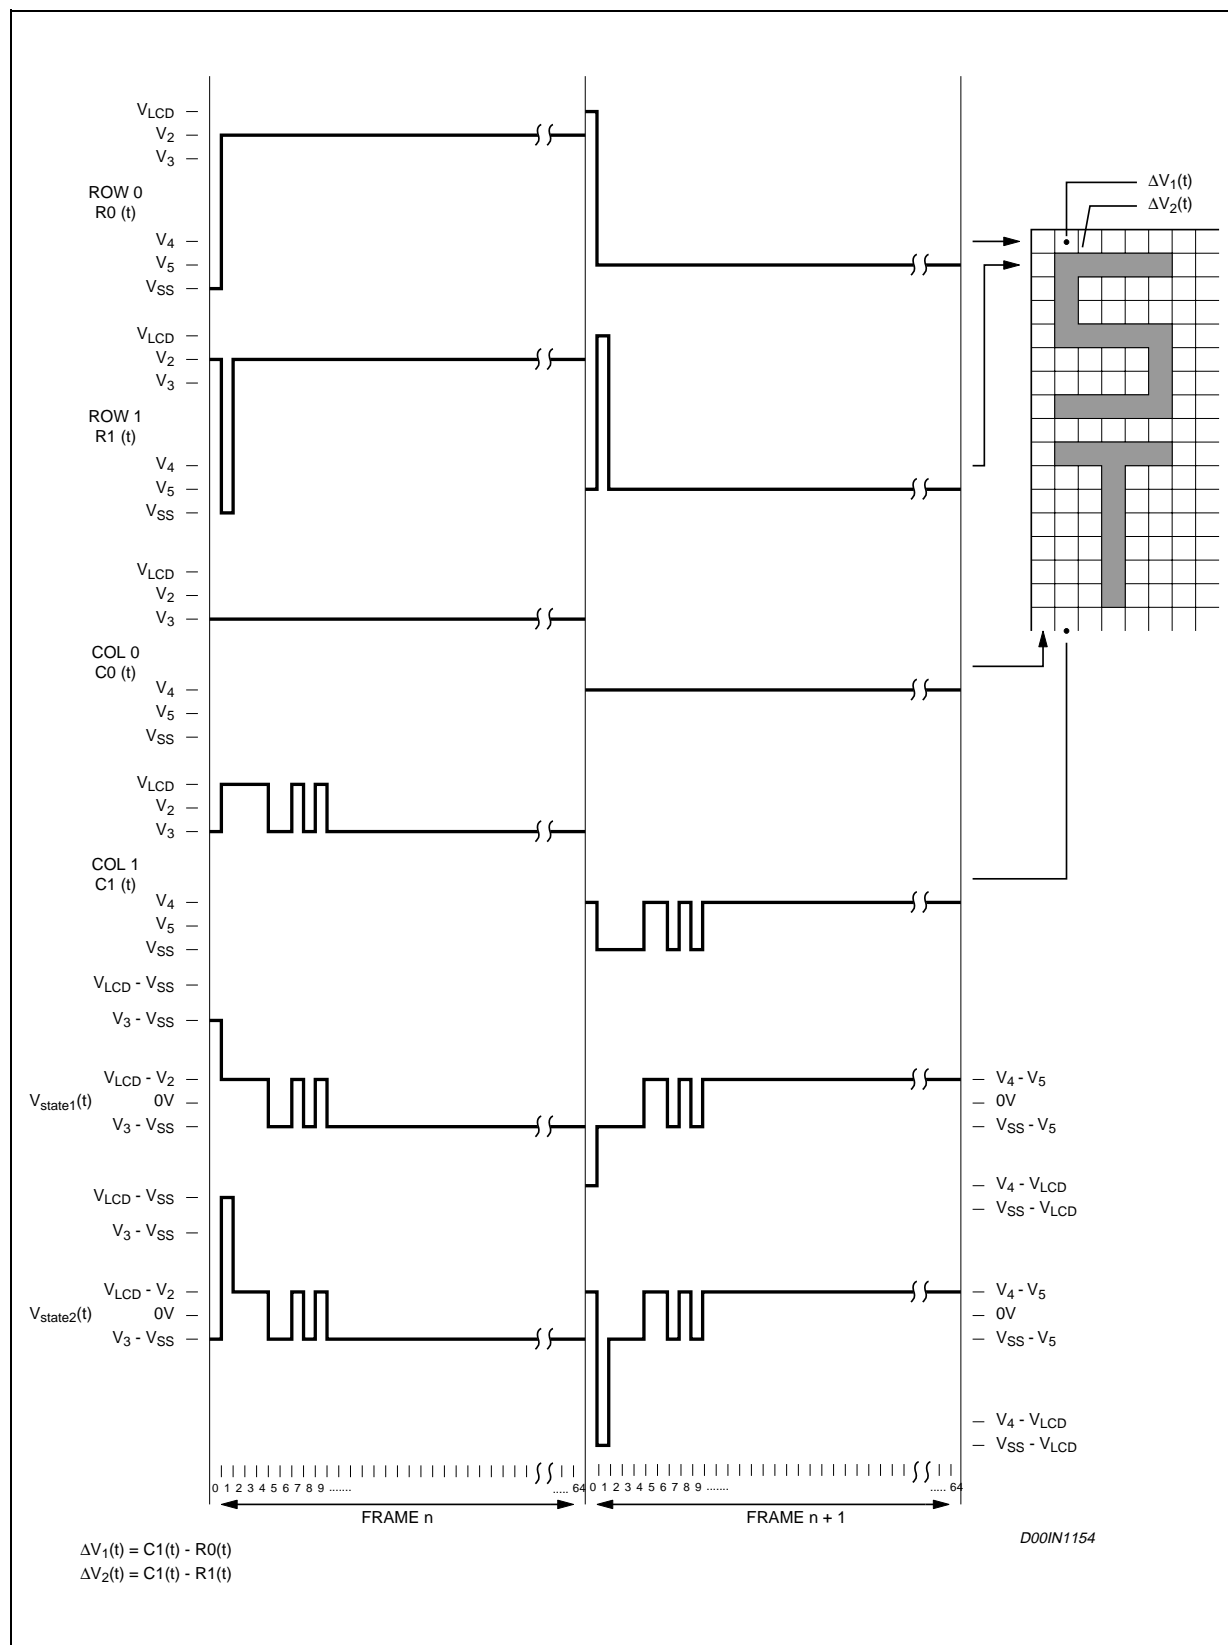 VLCD
V2
V3
ROW 0
R0 (t)
V4
V5
VSS
ΔV1(t)
ΔV2(t)
VLCD
V2
V3
ROW 1
R1 (t)
V4
V5
VSS
VLCD
V2
V3
COL 0
C0 (t)
V4
V5
VSS
VLCD
V2
V3
COL 1
C1 (t)
V4
V5
VSS
VLCD - VSS
V3 - VSS
VLCD - V2
Vstate1(t) 0V
V3 - VSS
V4 - V5
0V
VSS - V5
V4 - VLCD
VSS - VLCD
VLCD - VSS
V3 - VSS
VLCD - V2
Vstate2(t) 0V
V3 - VSS
V4 - V5
0V
VSS - V5
V4 - VLCD
VSS - VLCD
0 1 2 3 4 5 6 7 8 9 ....... ..... 64 0 1 2 3 4 5 6 7 8 9 ....... ..... 64
FRAME n FRAME n + 1
D00IN1154
ΔV1(t) = C1(t) - R0(t)
ΔV2(t) = C1(t) - R1(t)